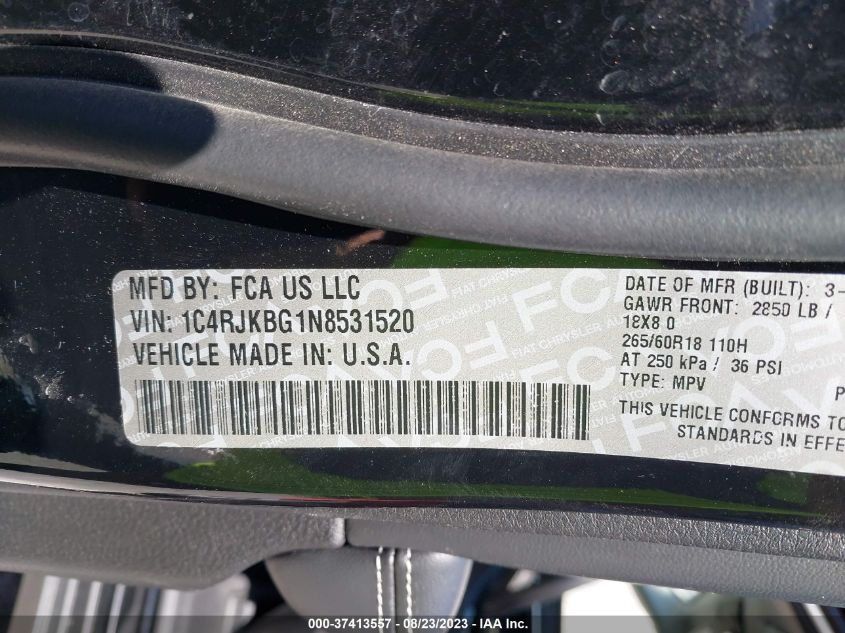 MFD BY: FCA US LLC
VIN: 1C4RJKBG1N8531520
VEHICLE MADE IN: U.S.A.
DATE OF MFR (BUILT): 3-
GAWR FRONT: 2850 LB /
18X8.0
265/60R18 110H
AT 250 kPa / 36 PSI
TYPE: MPV
P
THIS VEHICLE CONFORMS TO
STANDARDS IN EFFE
FCA
000-37413557 - 08/23/2023 - IAA Inc.